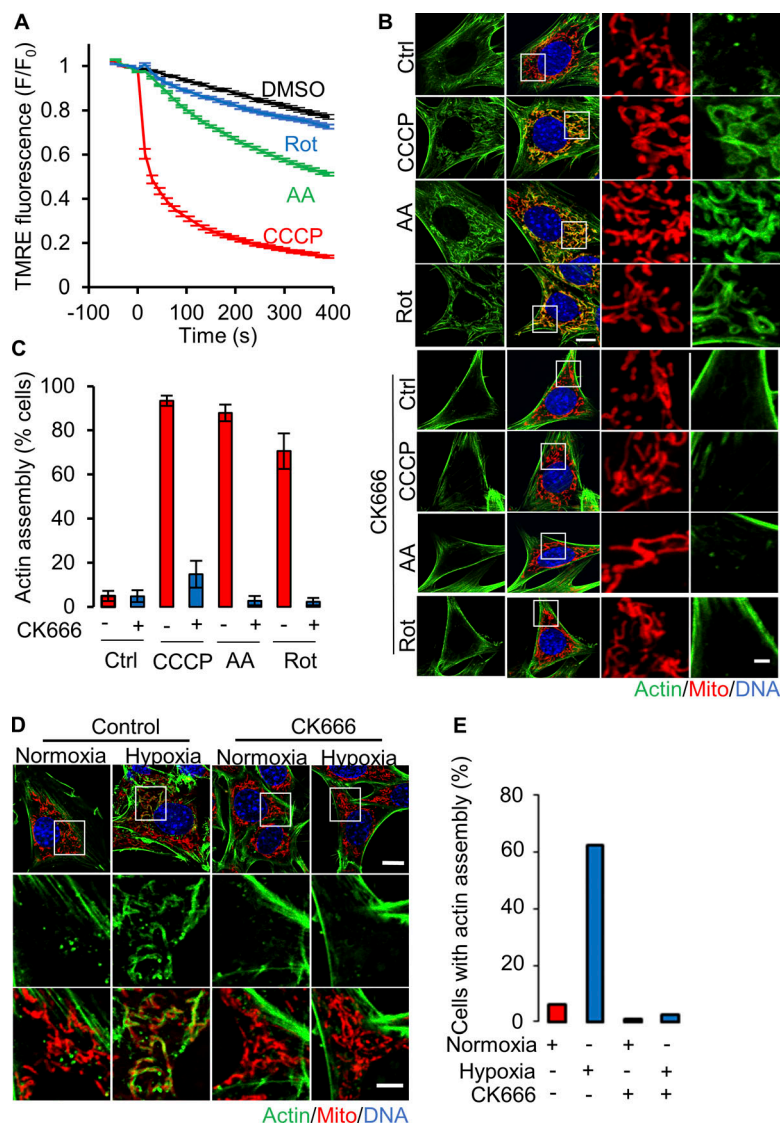 A
TMRE fluorescence (F/F0)
1
0.8
0.6
0.4
0.2
0
-100 0 100 200 300 400
Time (s)
DMSO
Rot
AA
CCCP
B
Ctrl
CCCP
AA
Rot
CK666
Ctrl
CCCP
AA
Rot
Actin/Mito/DNA
C
Actin assembly (% cells)
100
80
60
40
20
0
CK666 - + - + - + - +
Ctrl CCCP AA Rot
D
Control CK666
Normoxia Hypoxia Normoxia Hypoxia
Actin/Mito/DNA
E
Cells with actin assembly (%)
80
60
40
20
0
Normoxia + - + -
Hypoxia - + - +
CK666 - - + +